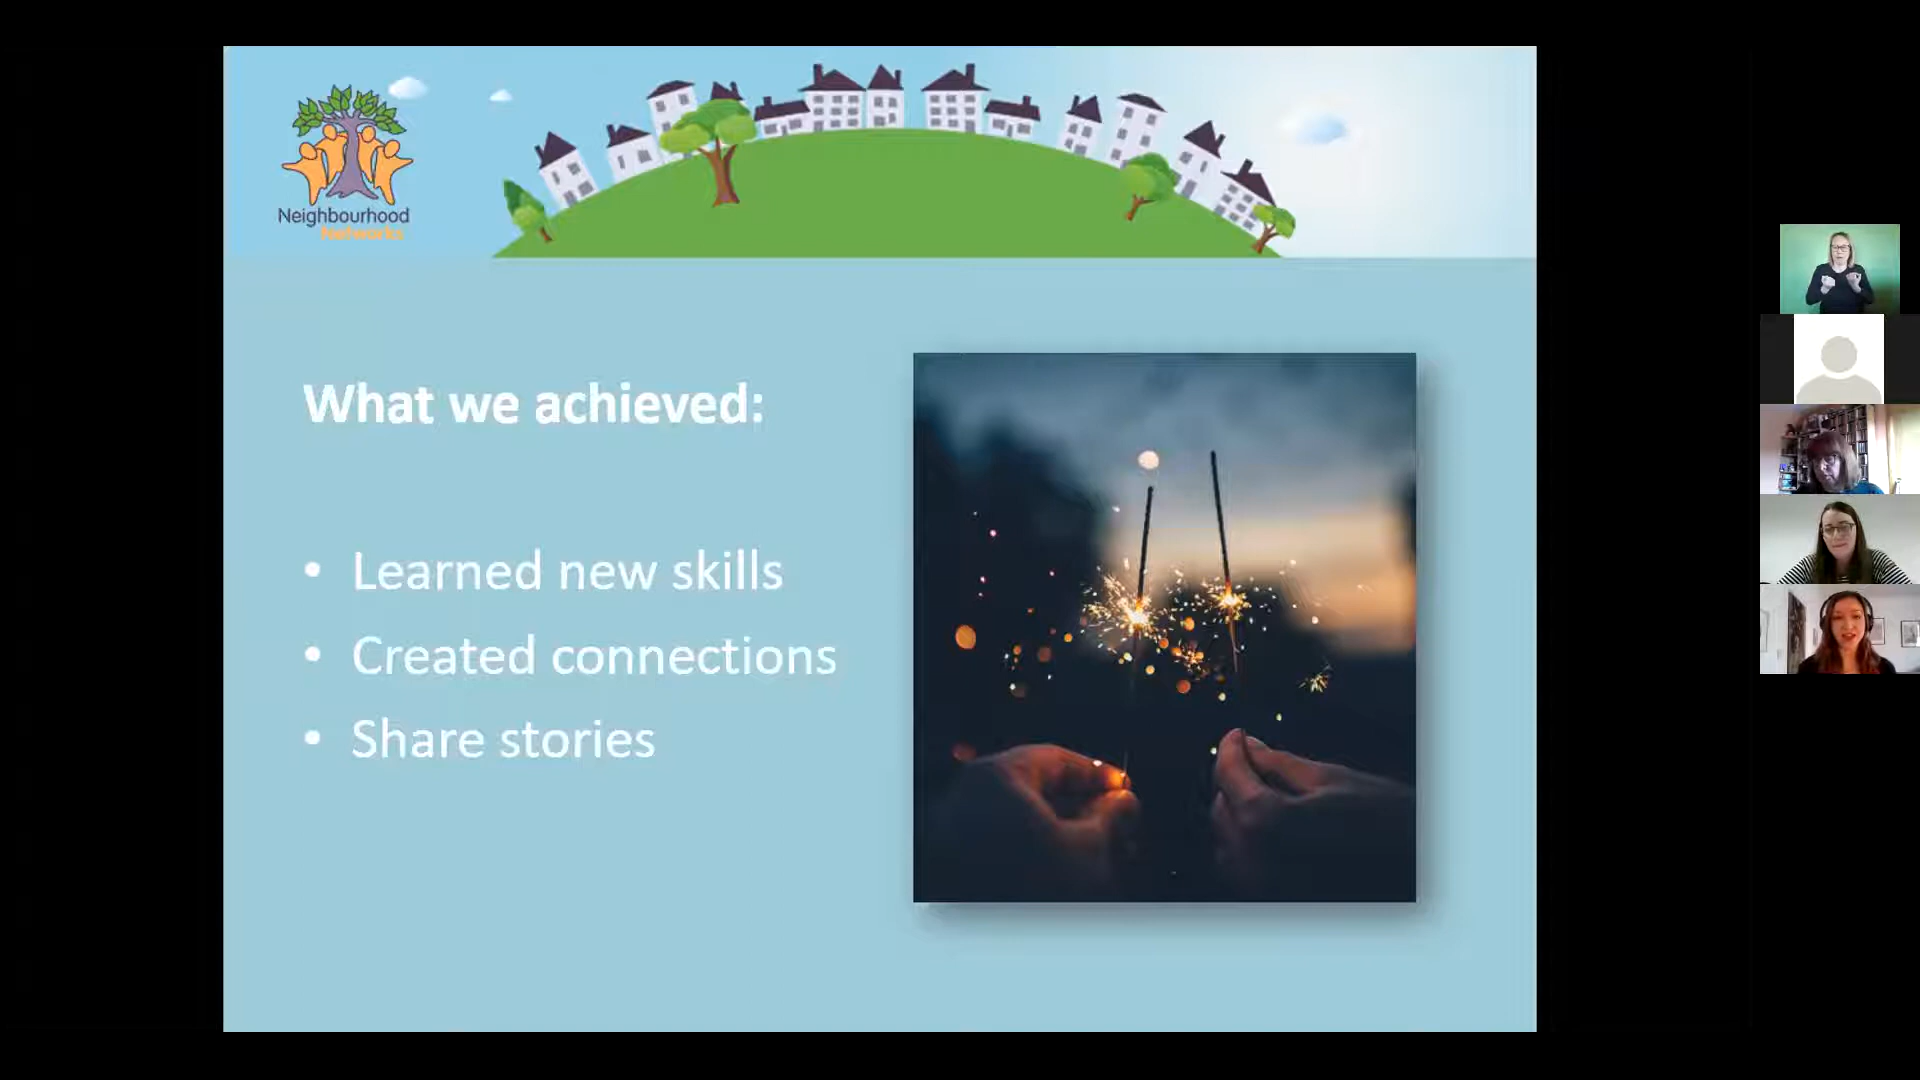 Neighbourhood
Networks
What we achieved:
• Learned new skills
• Created connections
• Share stories